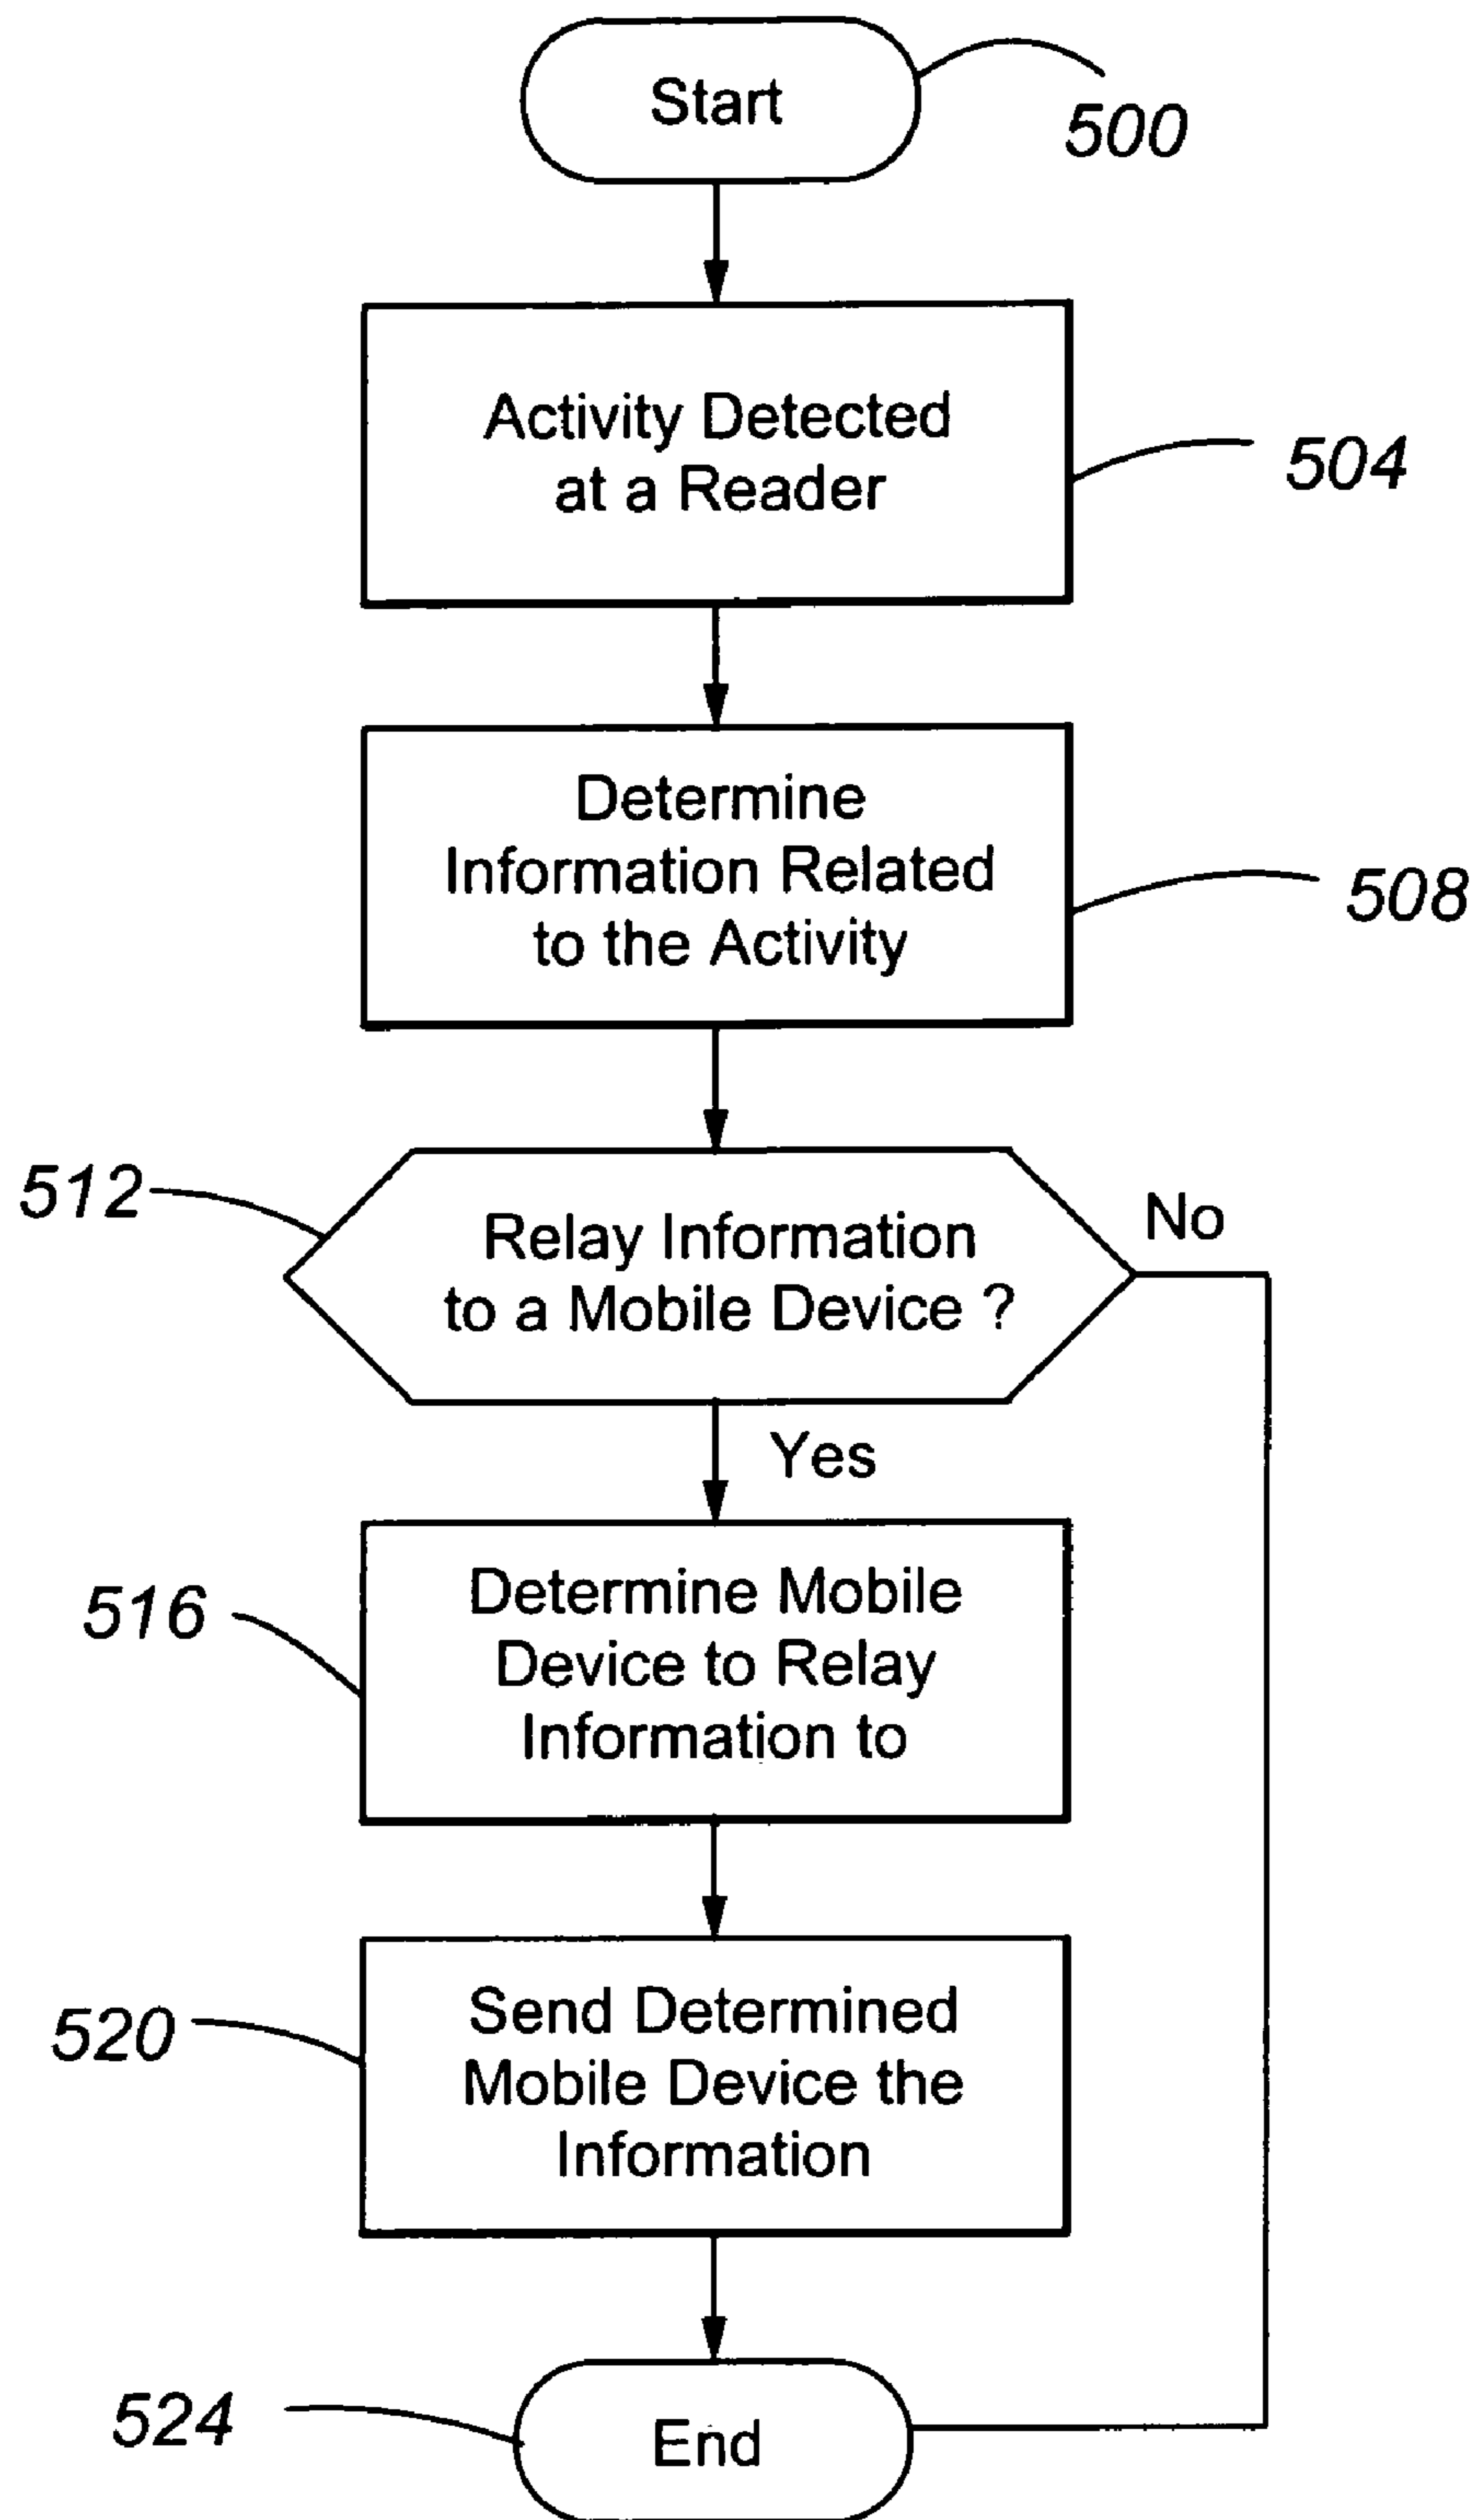 Start
500
Activity Detected
at a Reader
504
Determine
Information Related
to the Activity
508
512
Relay Information
to a Mobile Device ?
No
Yes
516
Determine Mobile
Device to Relay
Information to
520
Send Determined
Mobile Device the
Information
524
End